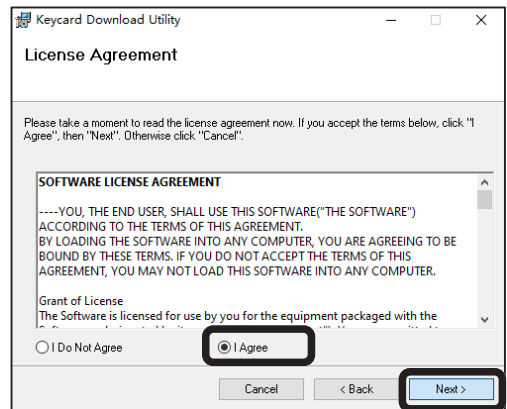 Keycard Download Utility
License Agreement
Please take a moment to read the license agreement now. If you accept the terms below, click "I
Agree", then "Next". Otherwise click "Cancel".
SOFTWARE LICENSE AGREEMENT
----YOU, THE END USER, SHALL USE THIS SOFTWARE("THE SOFTWARE")
ACCORDING TO THE TERMS OF THIS AGREEMENT.
BY LOADING THE SOFTWARE INTO ANY COMPUTER, YOU ARE AGREEING TO BE
BOUND BY THESE TERMS. IF YOU DO NOT ACCEPT THE TERMS OF THIS
AGREEMENT, YOU MAY NOT LOAD THIS SOFTWARE INTO ANY COMPUTER.
Grant of License
The Software is licensed for use by you for the equipment packaged with the
I Do Not Agree
I Agree
Cancel
< Back
Next >